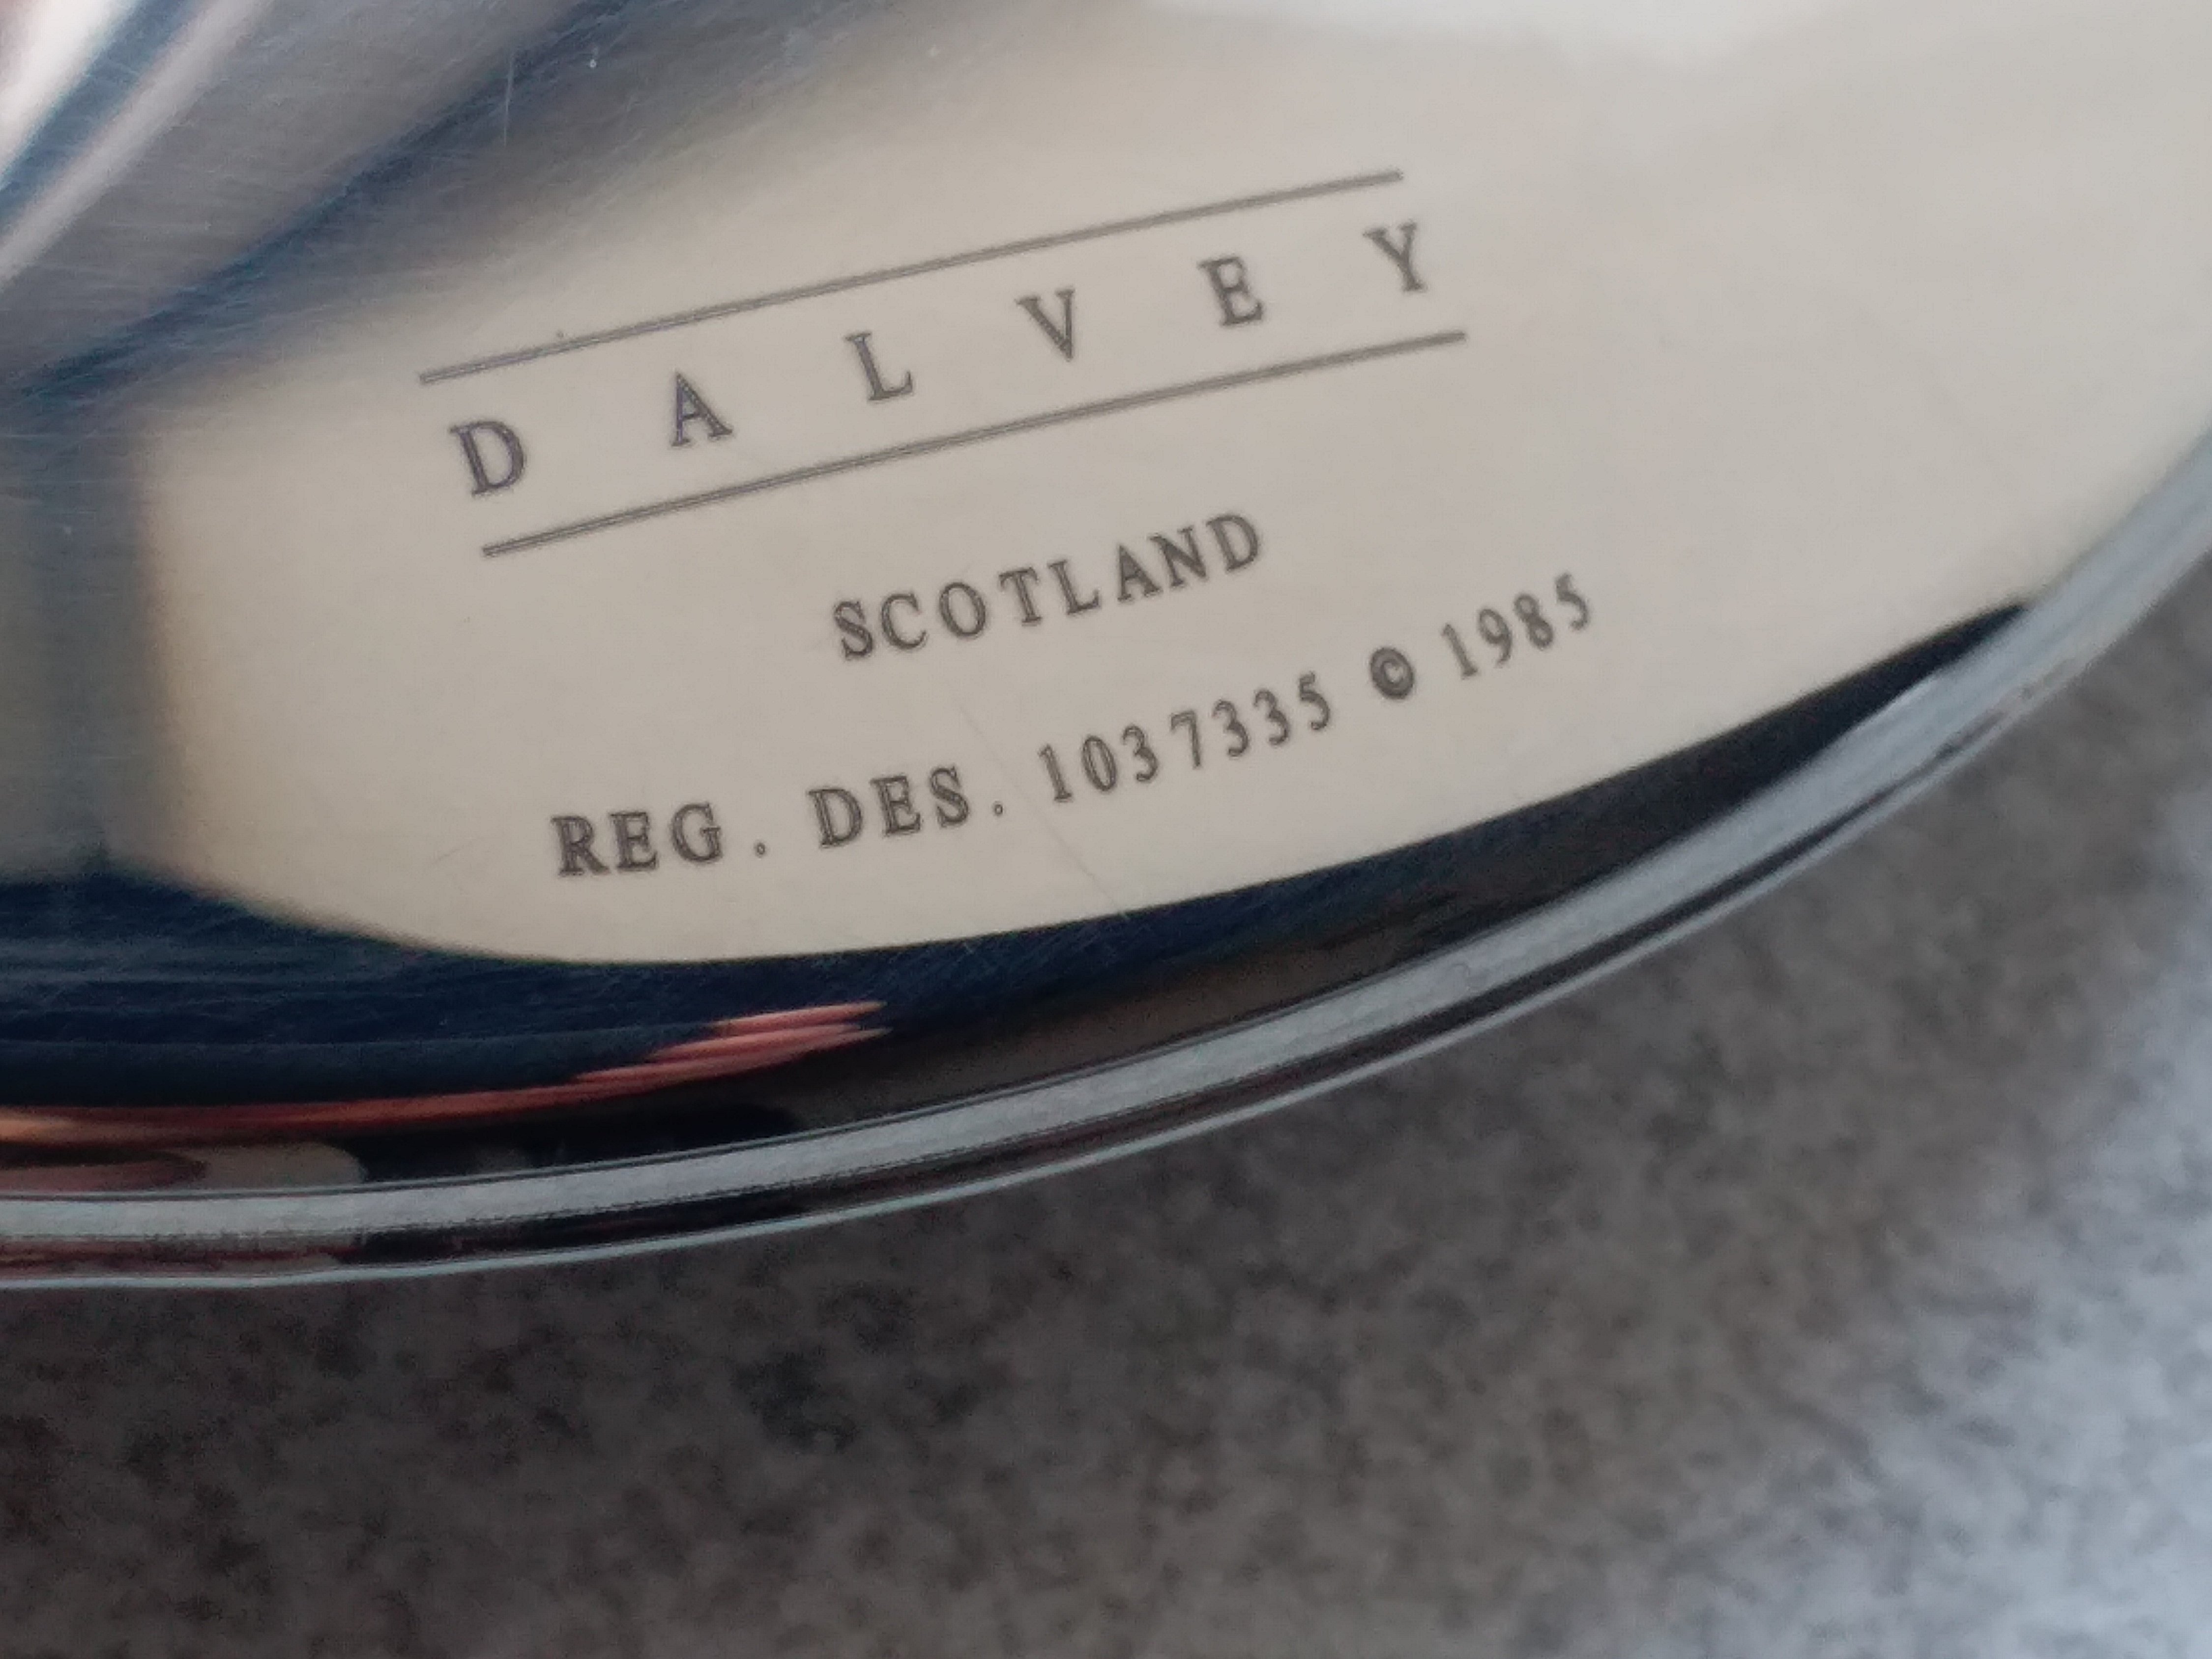 DALVEY
SCOTLAND
REG. DES. 1037335 © 1985